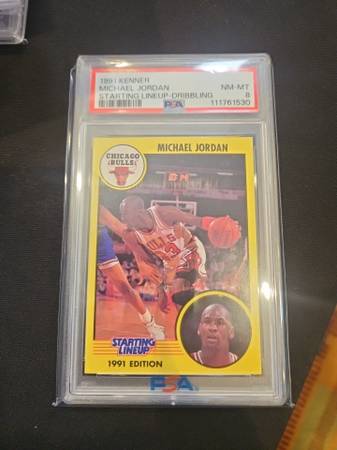 1991 KENNER
MICHAEL JORDAN NM-MT
STARTING LINEUP-DRIBBLING 8
PSA 111761530
MICHAEL JORDAN
CHICAGO
BULLS
BULLS
STARTING
LINEUP
1991 EDITION
PSA